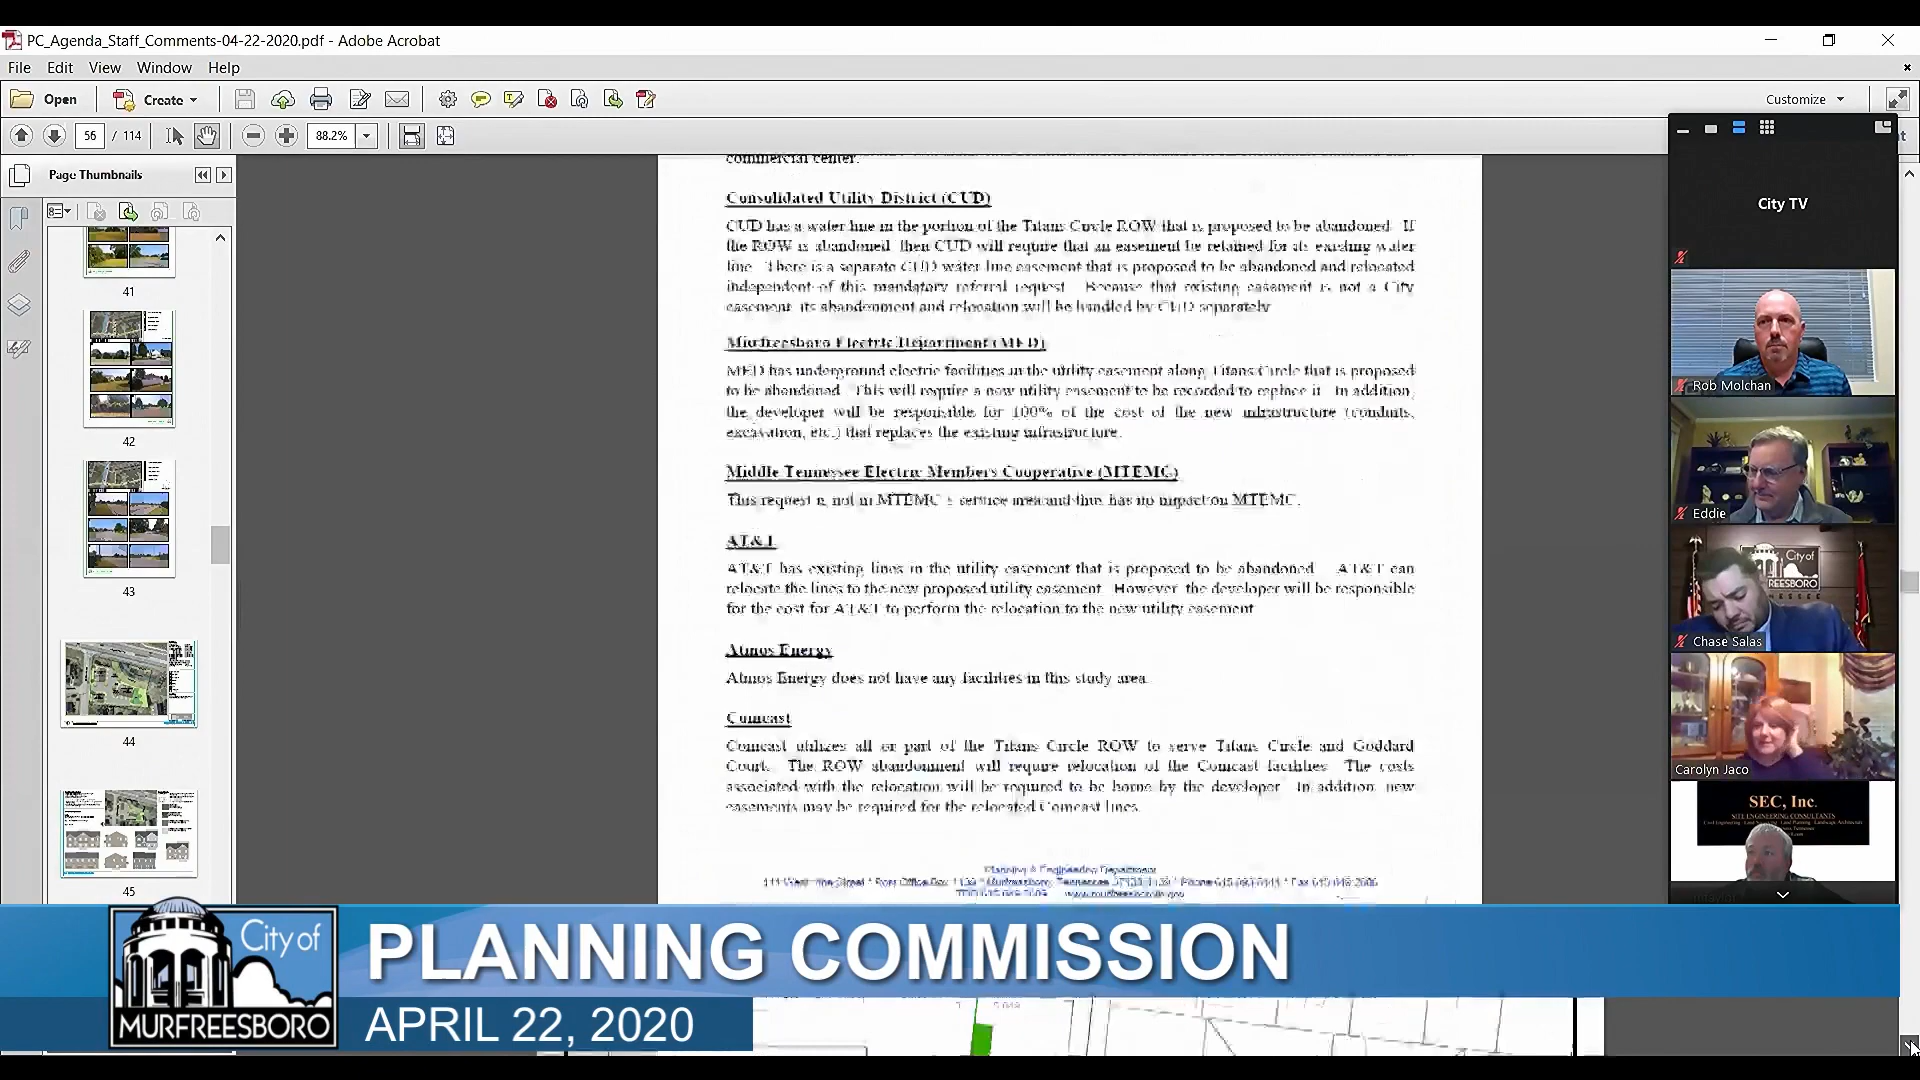 PC_Agenda_Staff_Comments-04-22-2020.pdf - Adobe Acrobat
File Edit View Window Help
Open Create Customize
56 / 114 88.2%
Page Thumbnails
41
42
43
44
45
commercial center.
Consolidated Utility District (CUD)
CUD has a water line in the portion of the Titans Circle ROW that is proposed to be abandoned. If
the ROW is abandoned, then CUD will require that an easement be retained for its existing water
line. There is a separate CUD water line easement that is proposed to be abandoned and relocated
independent of this mandatory referral request. Because that existing easement is not a City
easement, its abandonment and relocation will be handled by CUD separately.
Murfreesboro Electric Department (MED)
MED has underground electric facilities in the utility easement along Titans Circle that is proposed
to be abandoned. This will require a new utility easement to be recorded to replace it. In addition,
the developer will be responsible for 100% of the cost of the new infrastructure (conduits,
excavation, etc.) that replaces the existing infrastructure.
Middle Tennessee Electric Members Cooperative (MTEMC)
This request is not in MTEMC's service area and thus has no impact on MTEMC.
AT&T
AT&T has existing lines in the utility easement that is proposed to be abandoned. AT&T can
relocate the lines to the new proposed utility easement. However, the developer will be responsible
for the cost for AT&T to perform the relocation to the new utility easement.
Atmos Energy
Atmos Energy does not have any facilities in this study area.
Comcast
Comcast utilizes all or part of the Titans Circle ROW to serve Titans Circle and Goddard
Court. The ROW abandonment will require relocation of the Comcast facilities. The costs
associated with the relocation will be required to be borne by the developer. In addition, new
easements may be required for the relocated Comcast lines.
Planning & Engineering Department
City TV
Rob Molchan
Eddie
City of
FREESBORO
Chase Salas
Carolyn Jaco
SEC, Inc.
SITE ENGINEERING CONSULTANTS
City of
MURFREESBORO
PLANNING COMMISSION
APRIL 22, 2020